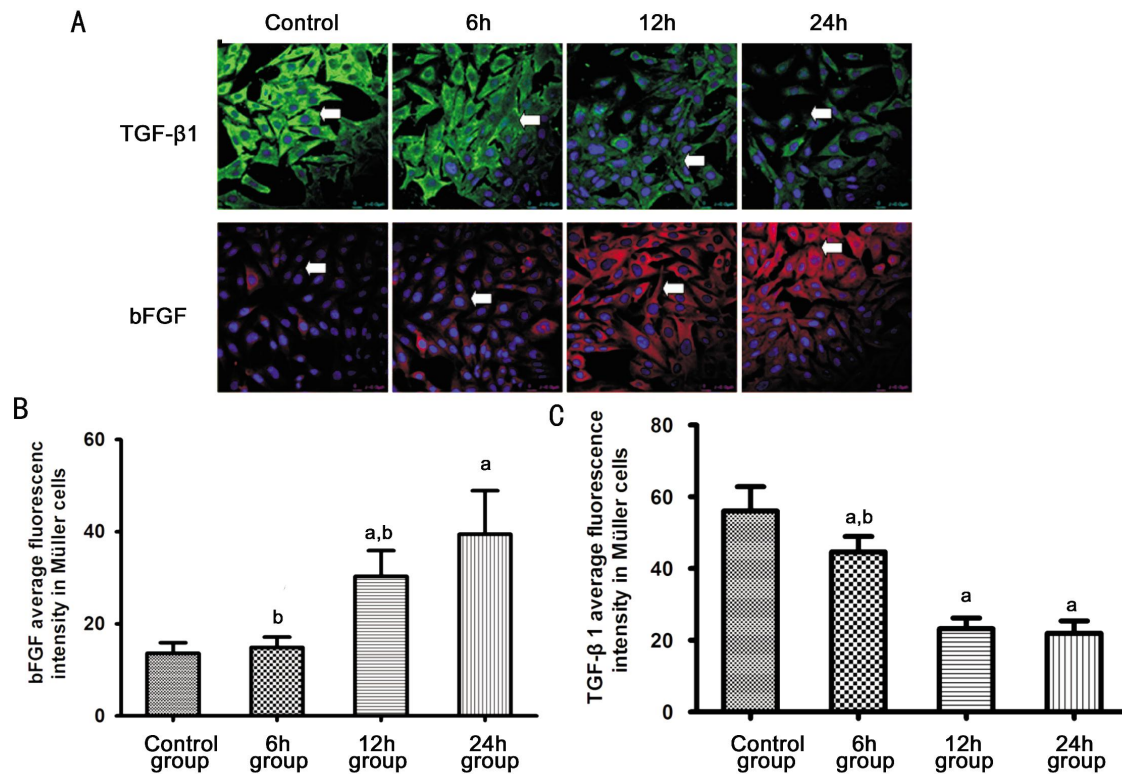 A
Control 6h 12h 24h
TGF-β1
bFGF
B
bFGF average fluorescenc
intensity in Müller cells
60
40
20
0
b
a,b
a
Control
group
6h
group
12h
group
24h
group
C
TGF-β 1 average fluorescence
intensity in Müller cells
80
60
40
20
0
a,b
a
a
Control
group
6h
group
12h
group
24h
group